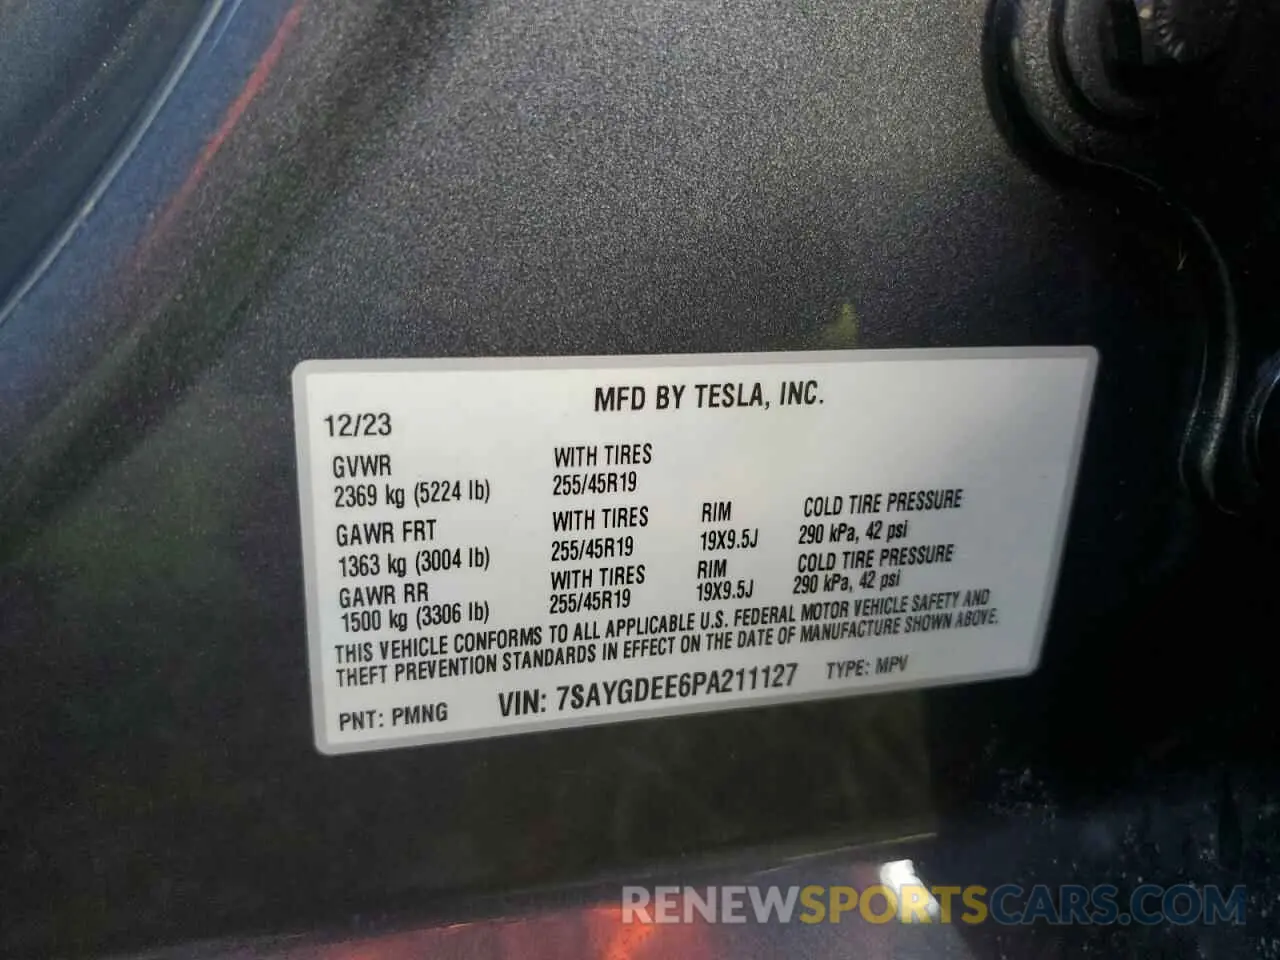 MFD BY TESLA, INC.
12/23
GVWR
2369 kg (5224 lb)
WITH TIRES
255/45R19
GAWR FRT
1363 kg (3004 lb)
WITH TIRES
255/45R19
RIM
19X9.5J
COLD TIRE PRESSURE
290 kPa, 42 psi
GAWR RR
1500 kg (3306 lb)
WITH TIRES
255/45R19
RIM
19X9.5J
COLD TIRE PRESSURE
290 kPa, 42 psi
THIS VEHICLE CONFORMS TO ALL APPLICABLE U.S. FEDERAL MOTOR VEHICLE SAFETY AND
THEFT PREVENTION STANDARDS IN EFFECT ON THE DATE OF MANUFACTURE SHOWN ABOVE.
PNT: PMNG VIN: 7SAYGDEE6PA211127 TYPE: MPV
RENEWSPORTSCARS.COM